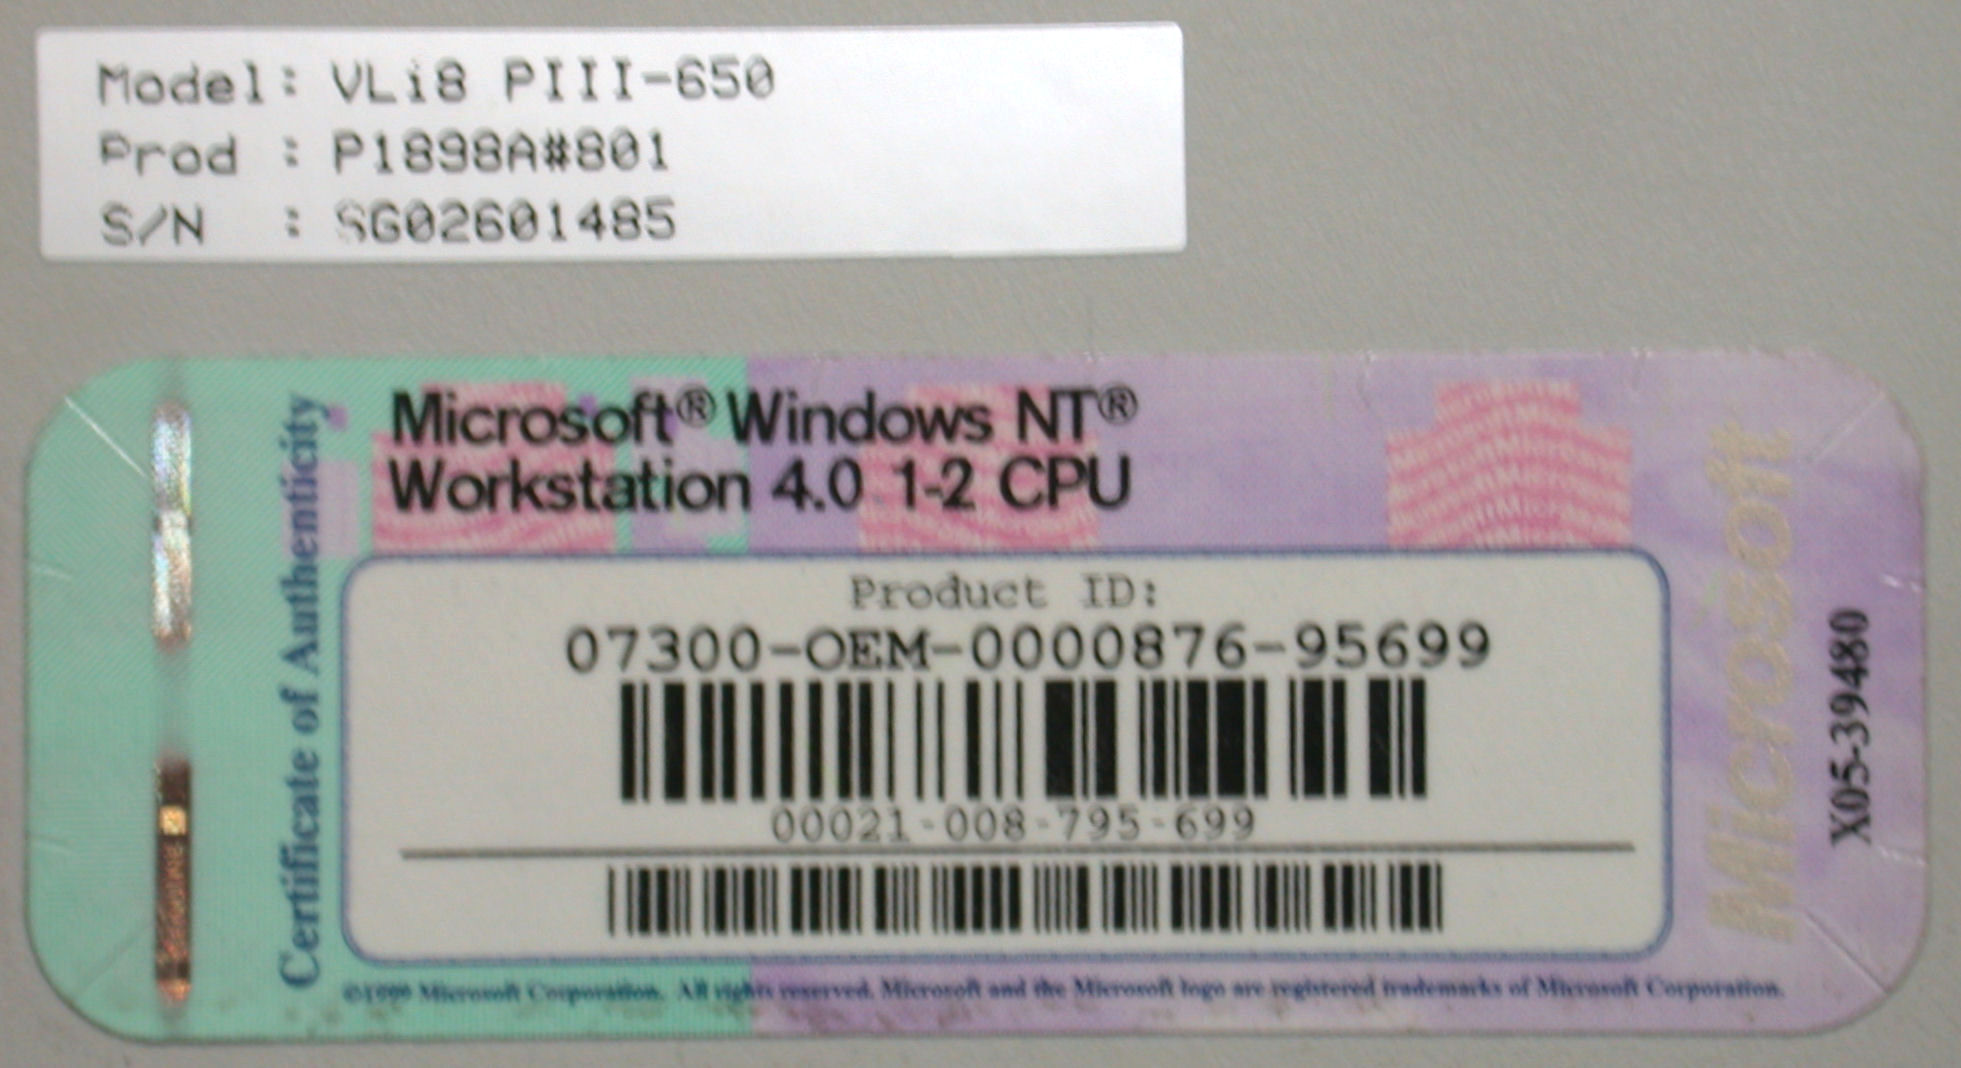 Model: VLi8 PIII-650
Prod : P1898A#801
S/N : SG02601485
Certificate of Authenticity
Microsoft® Windows NT®
Workstation 4.0 1-2 CPU
Product ID:
07300-OEM-0000876-95699
00021-008-795-699
©1999 Microsoft Corporation. All rights reserved. Microsoft and the Microsoft logo are registered trademarks of Microsoft Corporation.
Microsoft
X05-39480